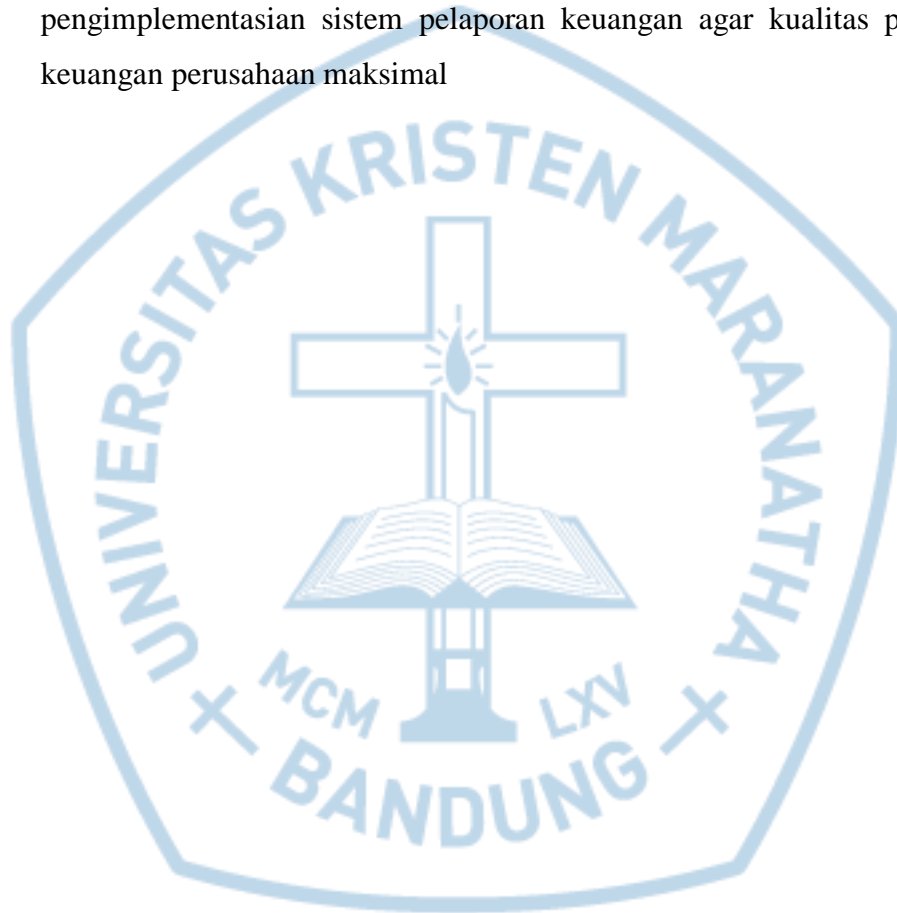 pengimplementasian sistem pelaporan keuangan agar kualitas p
keuangan perusahaan maksimal
UNIVERSITAS KRISTEN MARANATHA
MCM LXV
BANDUNG